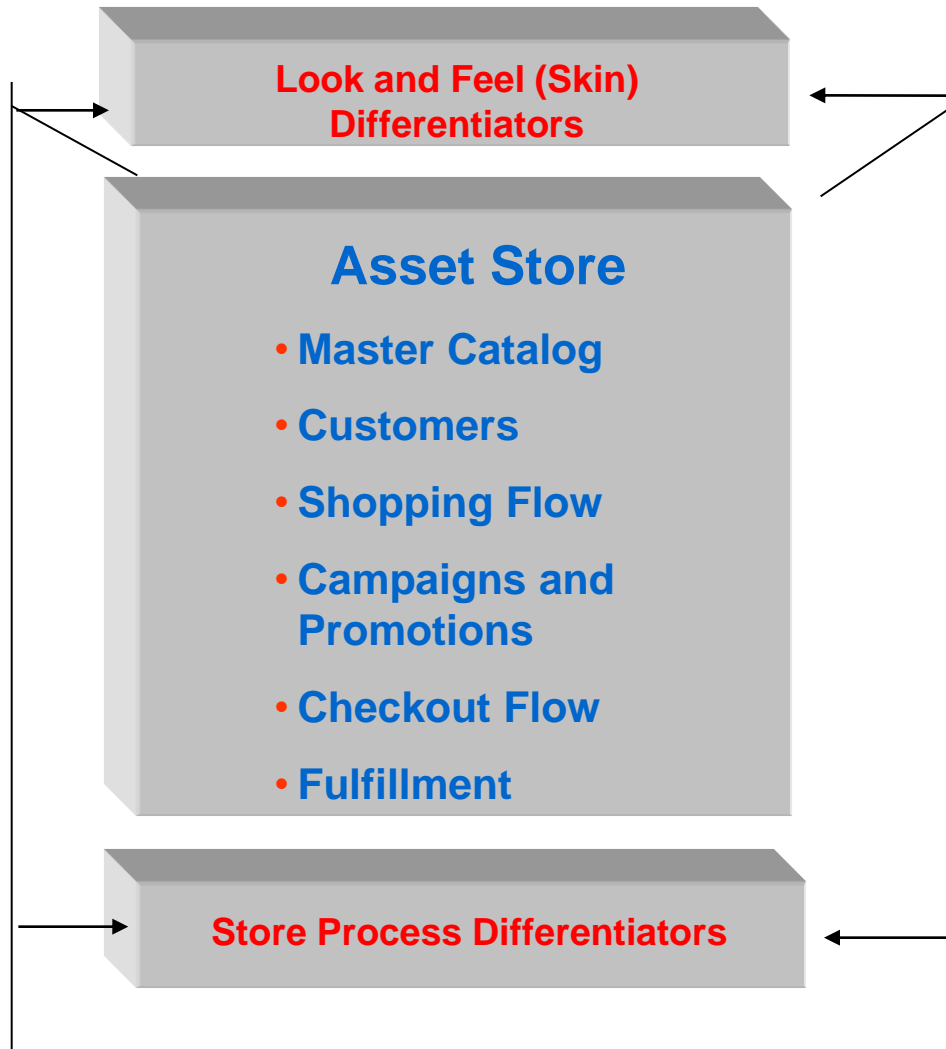 Look and Feel (Skin)
Differentiators
Asset Store
• Master Catalog
• Customers
• Shopping Flow
• Campaigns and
Promotions
• Checkout Flow
• Fulfillment
Store Process Differentiators